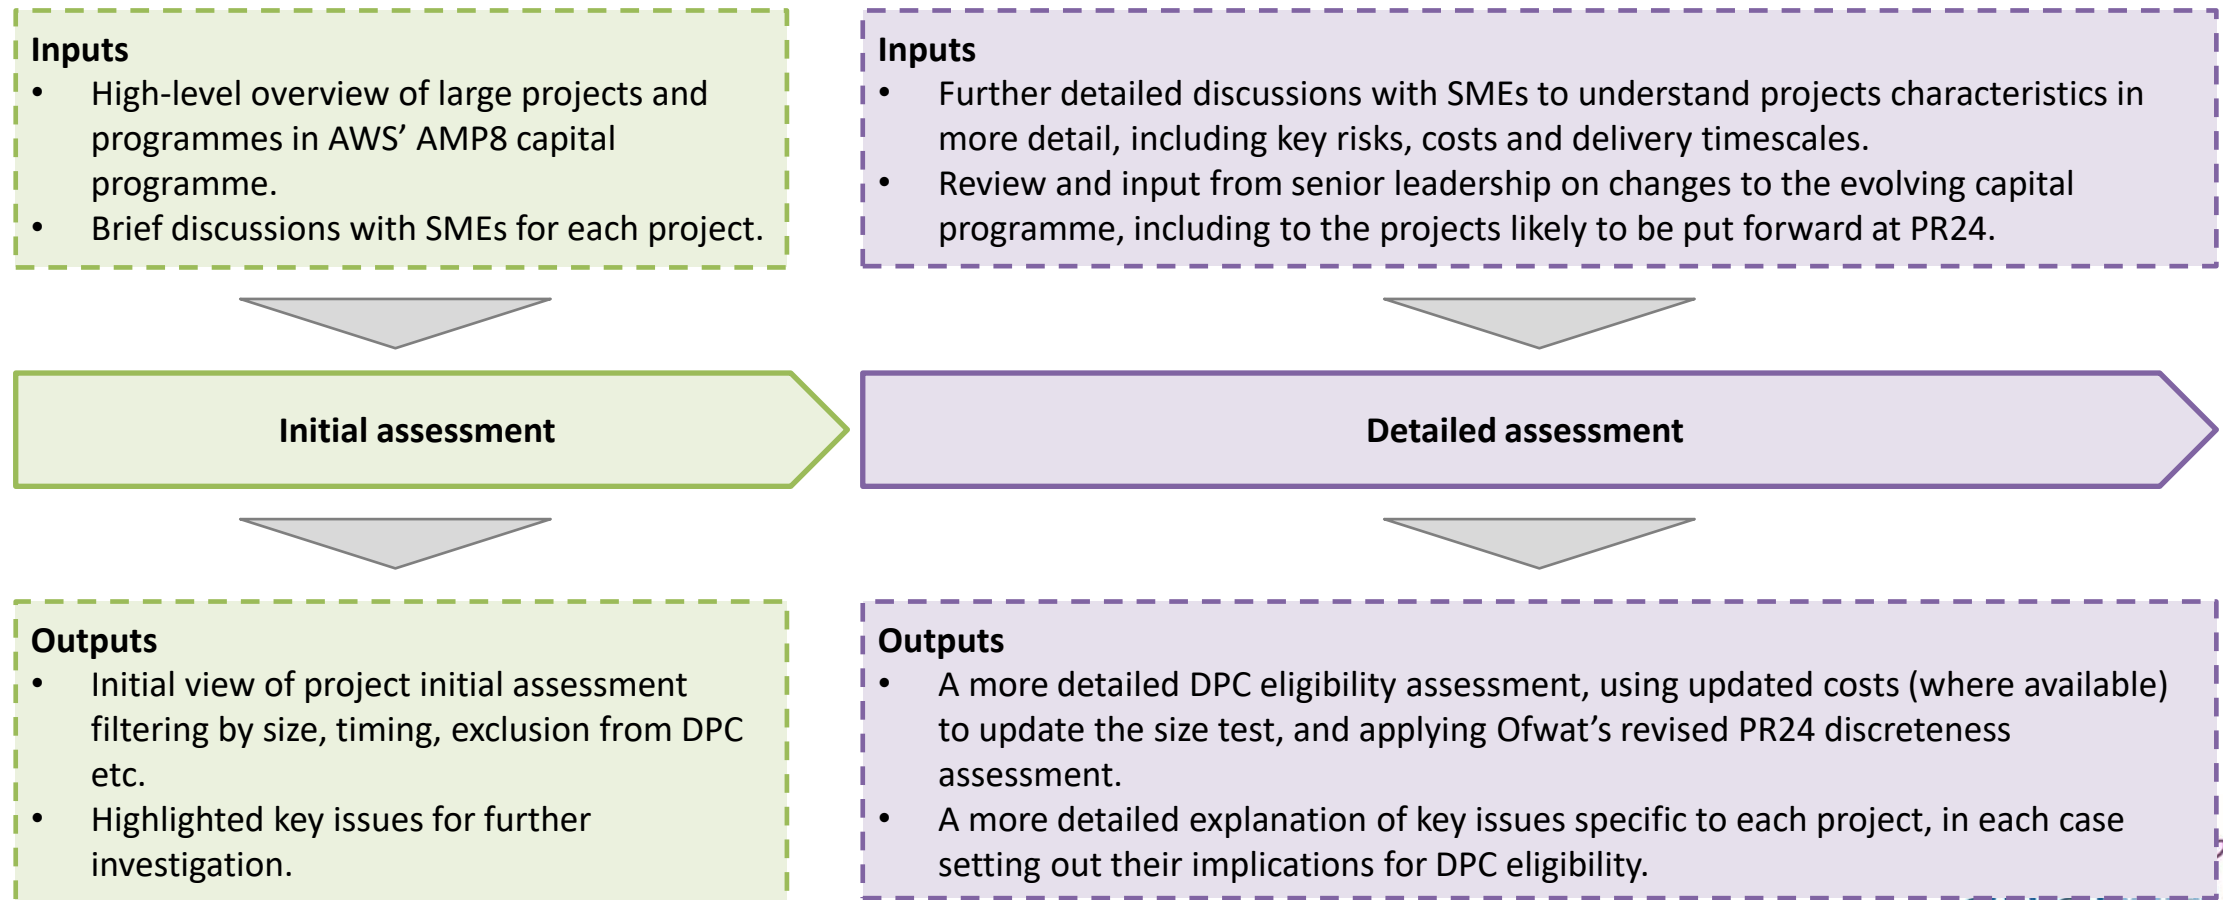 Inputs
• High-level overview of large projects and
programmes in AWS' AMP8 capital
programme.
• Brief discussions with SMEs for each project.
Inputs
• Further detailed discussions with SMEs to understand projects characteristics in
more detail, including key risks, costs and delivery timescales.
• Review and input from senior leadership on changes to the evolving capital
programme, including to the projects likely to be put forward at PR24.
Initial assessment
Detailed assessment
Outputs
• Initial view of project initial assessment
filtering by size, timing, exclusion from DPC
etc.
• Highlighted key issues for further
investigation.
Outputs
• A more detailed DPC eligibility assessment, using updated costs (where available)
to update the size test, and applying Ofwat's revised PR24 discreteness
assessment.
• A more detailed explanation of key issues specific to each project, in each case
setting out their implications for DPC eligibility.